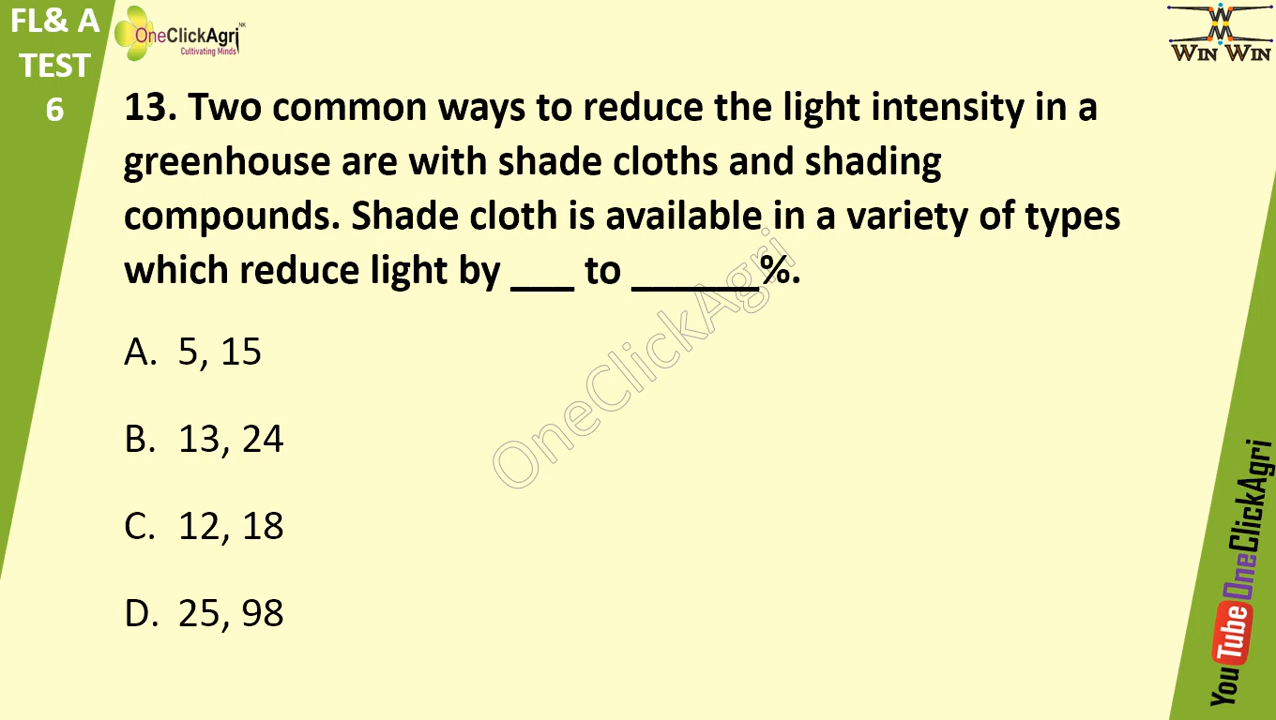 FL& A
TEST
6
OneClickAgri NK
Cultivating Minds
WIN WIN
13. Two common ways to reduce the light intensity in a
greenhouse are with shade cloths and shading
compounds. Shade cloth is available in a variety of types
which reduce light by ___ to ______%.
A. 5, 15
B. 13, 24
C. 12, 18
D. 25, 98
OneClickAgri
YouTube OneClickAgri